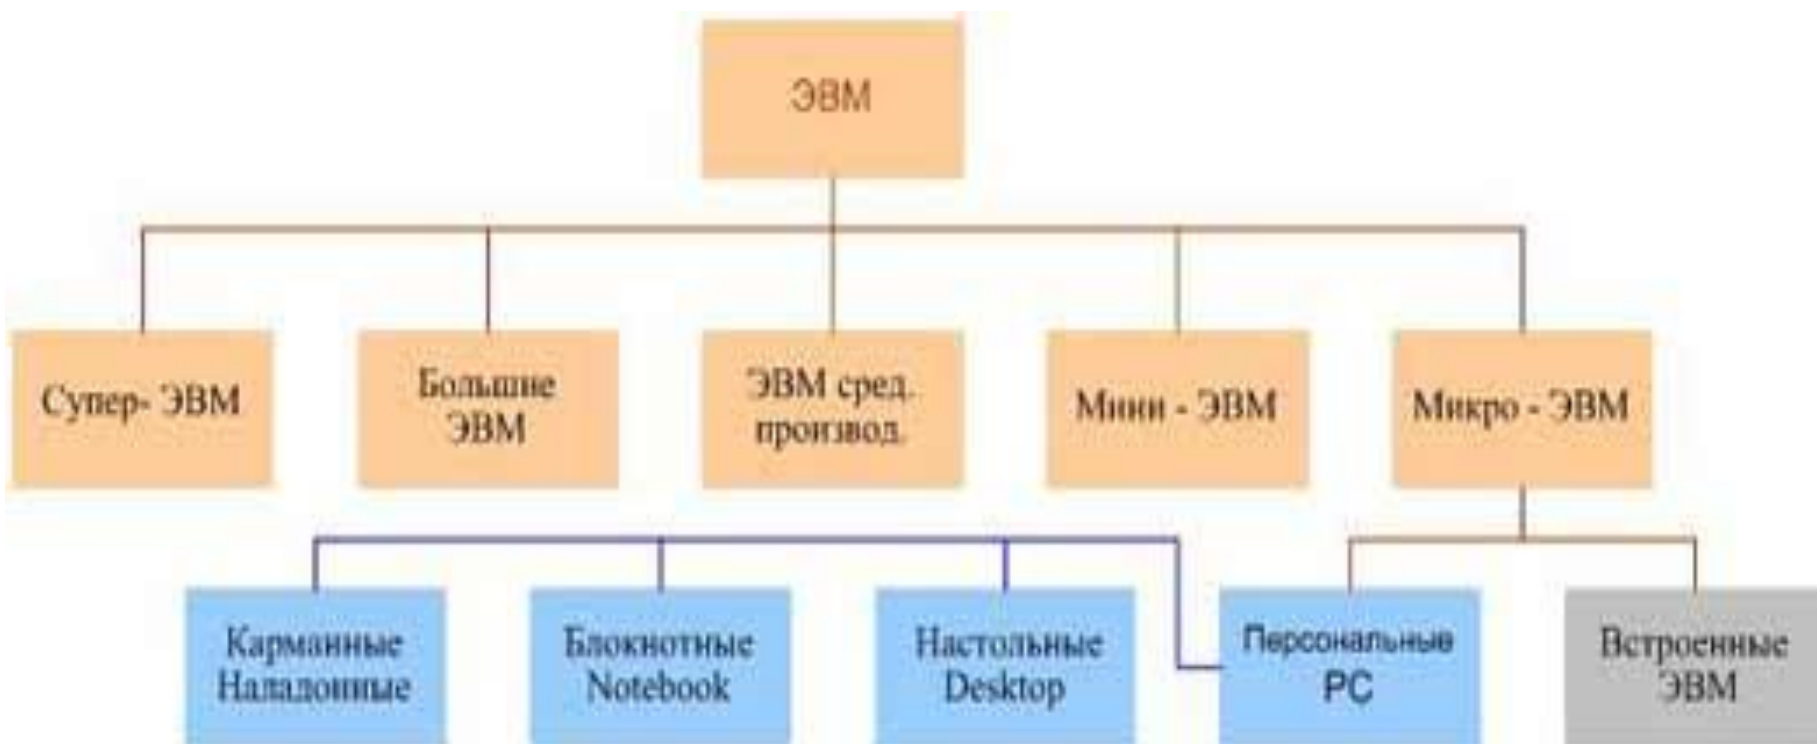 ЭВМ
Супер- ЭВМ
Большие
ЭВМ
ЭВМ сред.
производ.
Мини - ЭВМ
Микро - ЭВМ
Карманные
Наладонные
Блокнотные
Notebook
Настольные
Desktop
Персональные
PC
Встроенные
ЭВМ